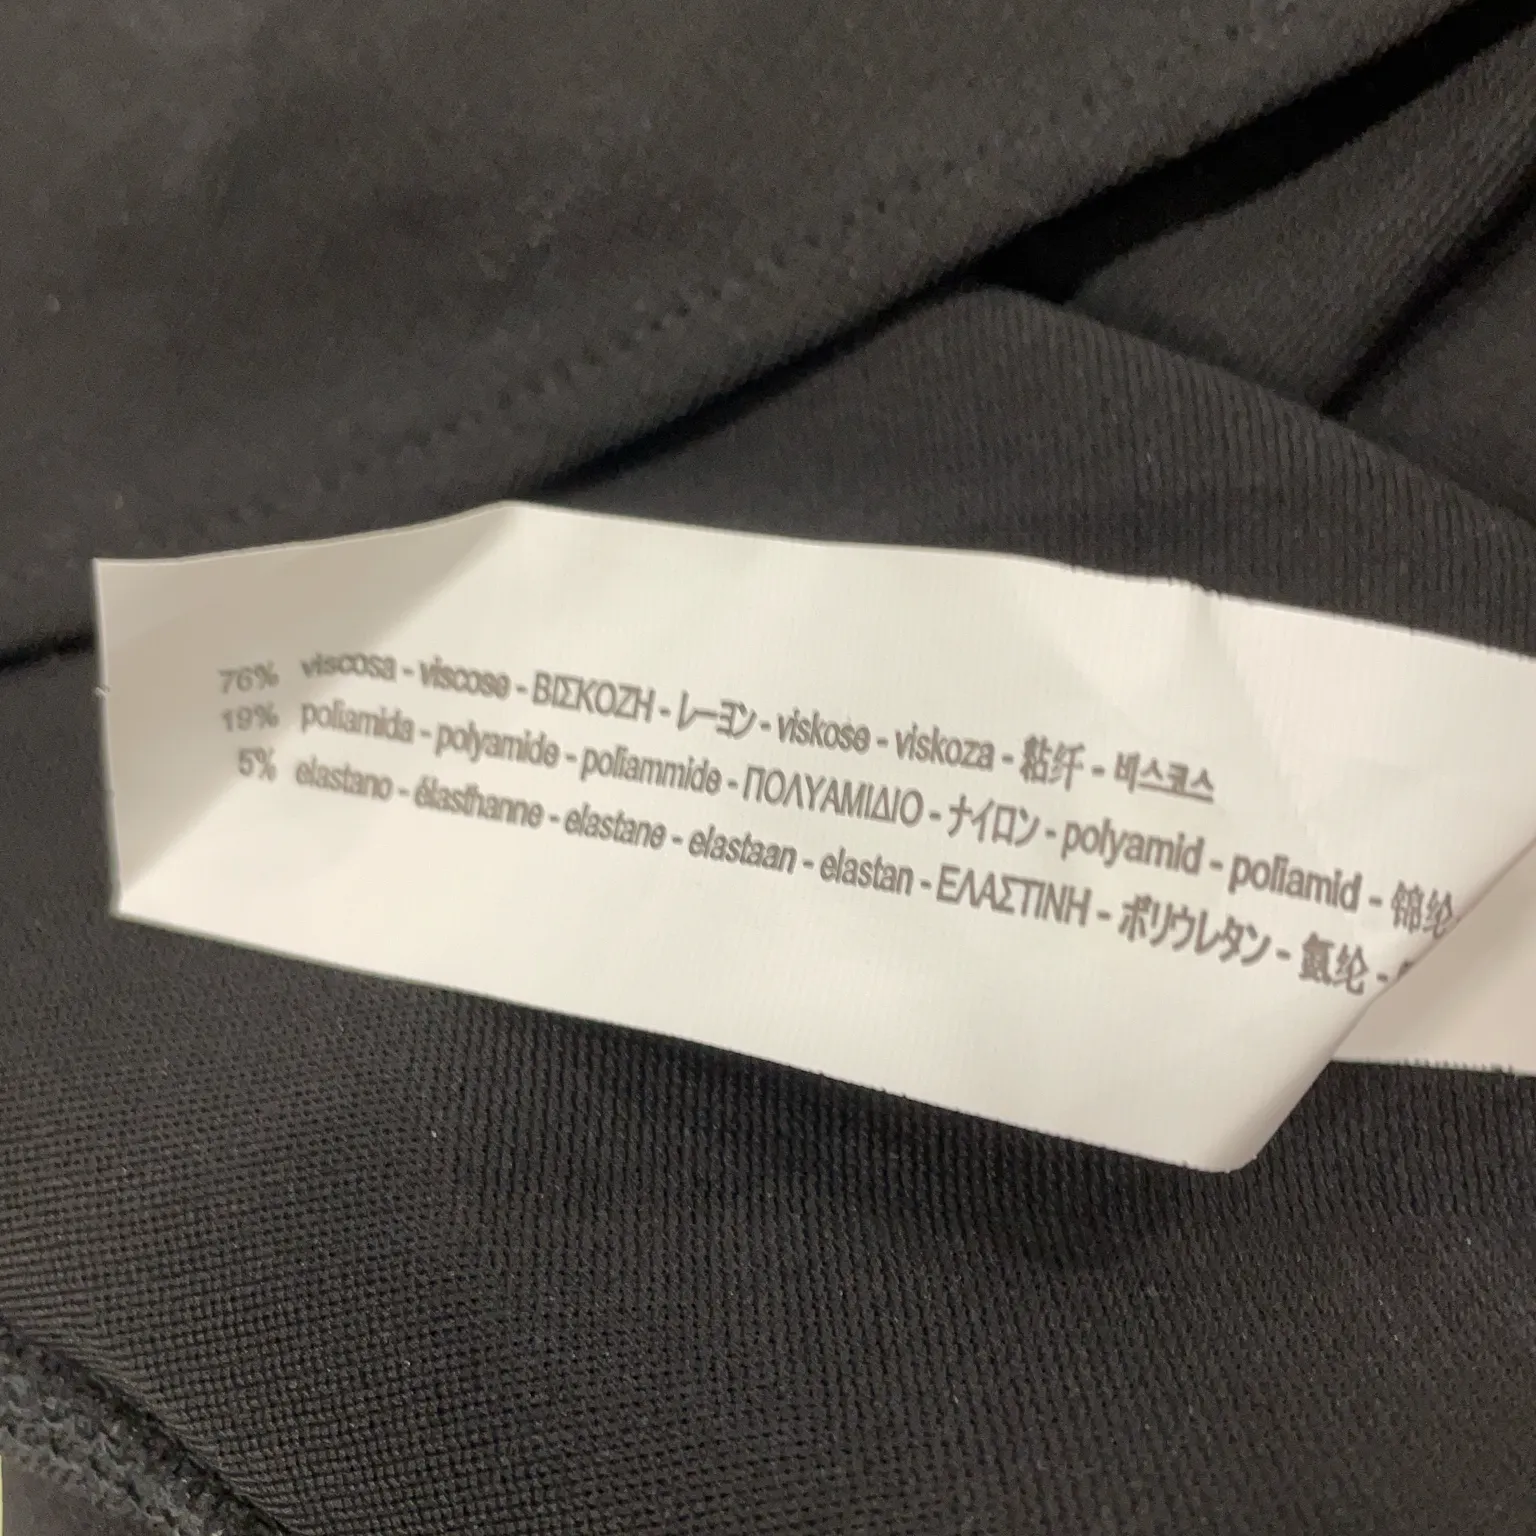 76% viscosa - viscose - ΒΙΣΚΟΖΗ - レーヨン - viskose - viskoza - 粘纤 - 비스코스
19% poliamida - polyamide - poliammide - ΠΟΛΥΑΜΙΔΙΟ - ナイロン - polyamid - poliamid - 锦纶
5% elastano - élasthanne - elastane - elastaan - elastan - ΕΛΑΣΤΙΝΗ - ポリウレタン - 氨纶 -